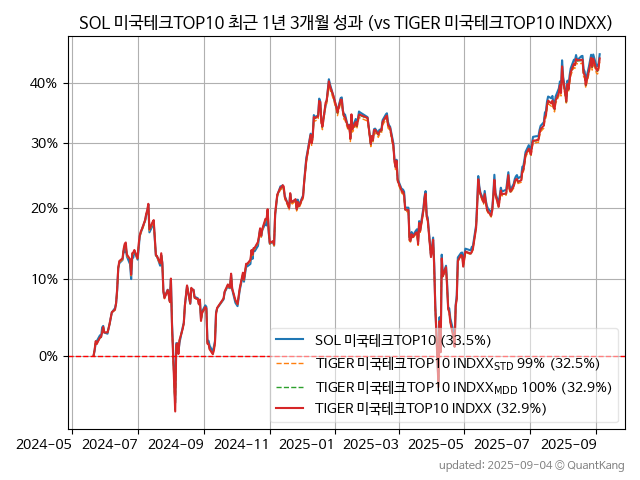 SOL 미국테크TOP10 최근 1년 3개월 성과 (vs TIGER 미국테크TOP10 INDXX)
40%
30%
20%
10%
0%
SOL 미국테크TOP10 (33.5%)
TIGER 미국테크TOP10 INDXX STD 99% (32.5%)
TIGER 미국테크TOP10 INDXX MDD 100% (32.9%)
TIGER 미국테크TOP10 INDXX (32.9%)
2024-05 2024-07 2024-09 2024-11 2025-01 2025-03 2025-05 2025-07 2025-09
updated: 2025-09-04 © QuantKang